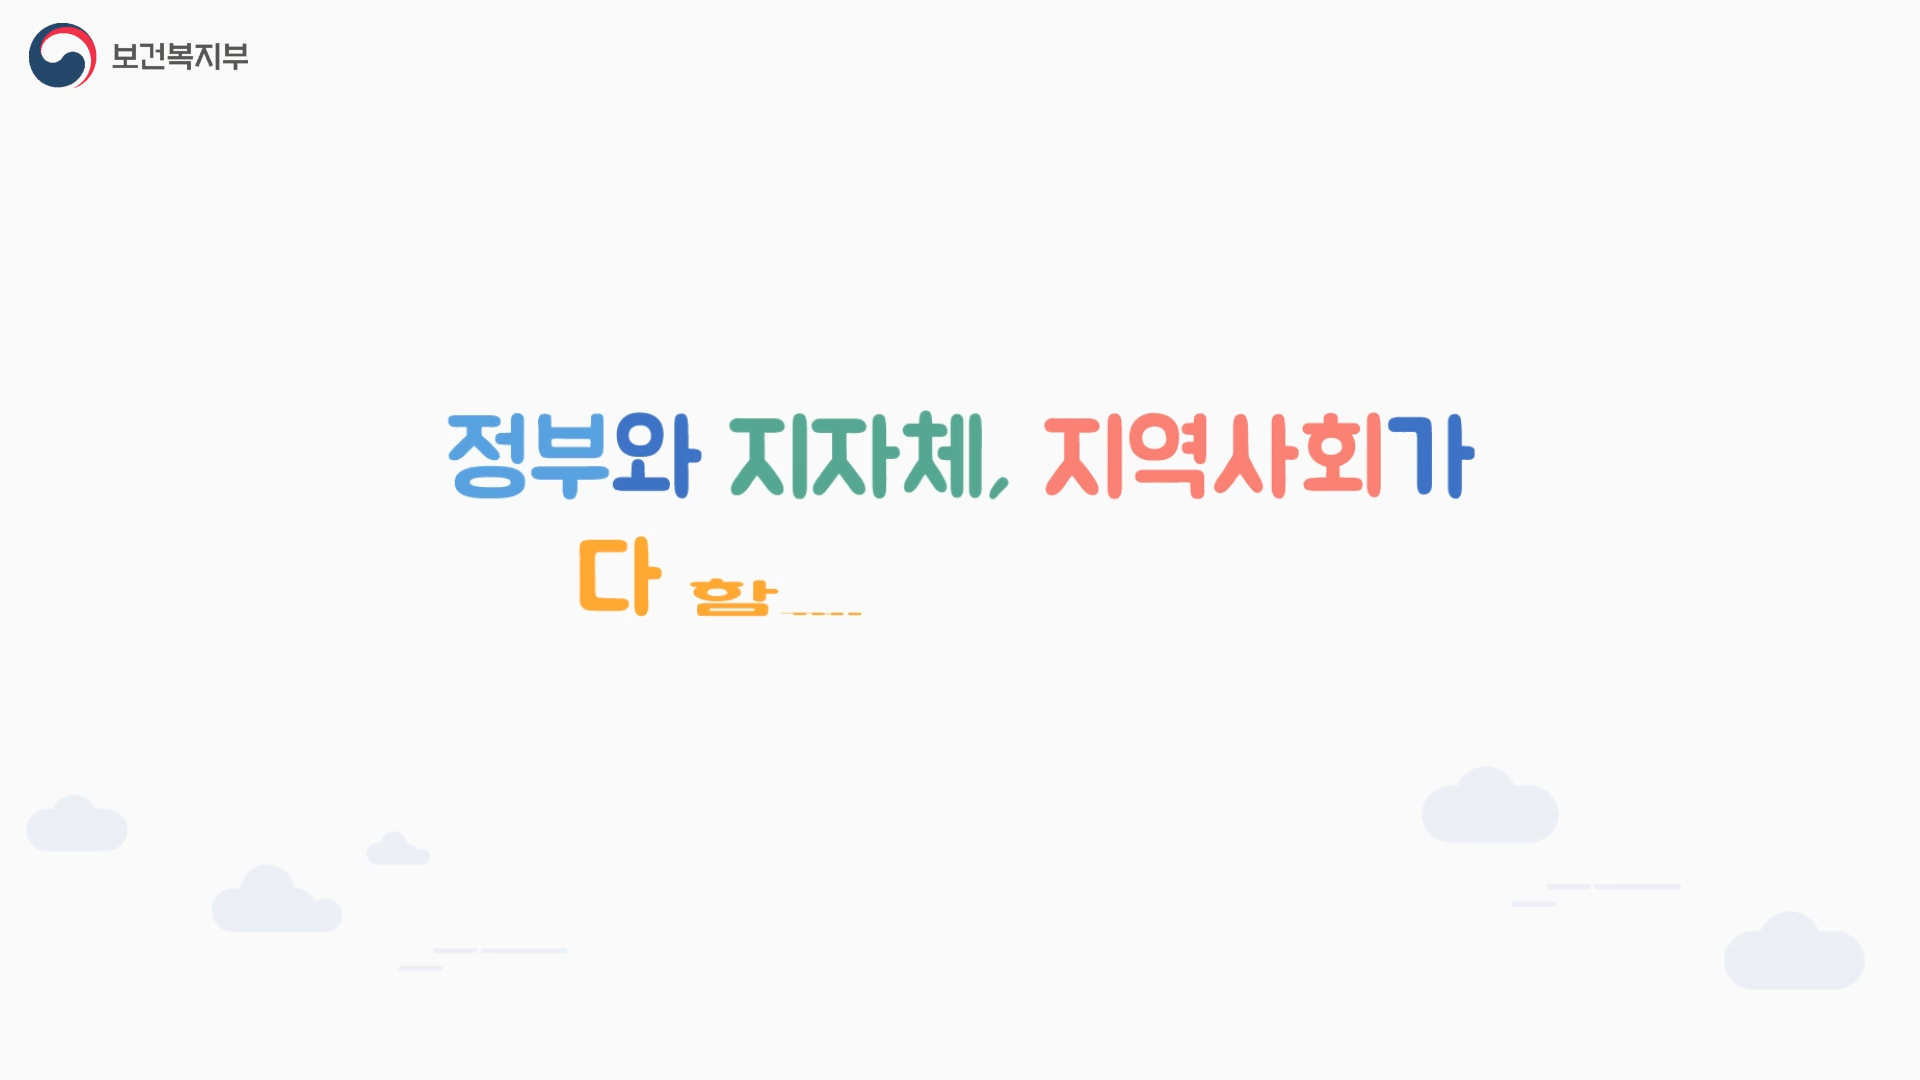 보건복지부
정부와 지자체, 지역사회가
다 함